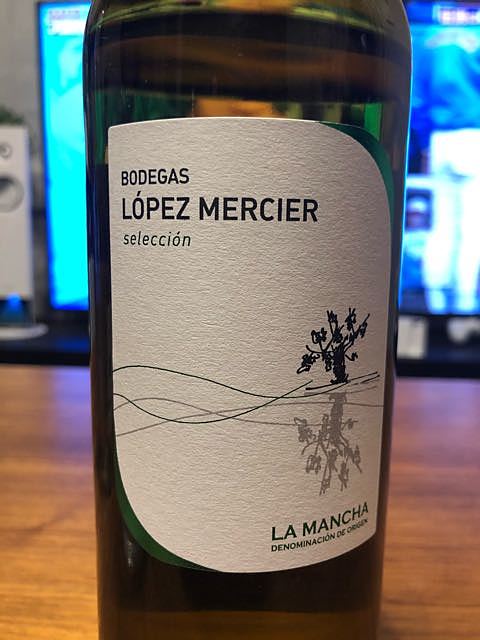 BODEGAS
LÓPEZ MERCIER
selección
LA MANCHA
DENOMINACIÓN DE ORIGEN